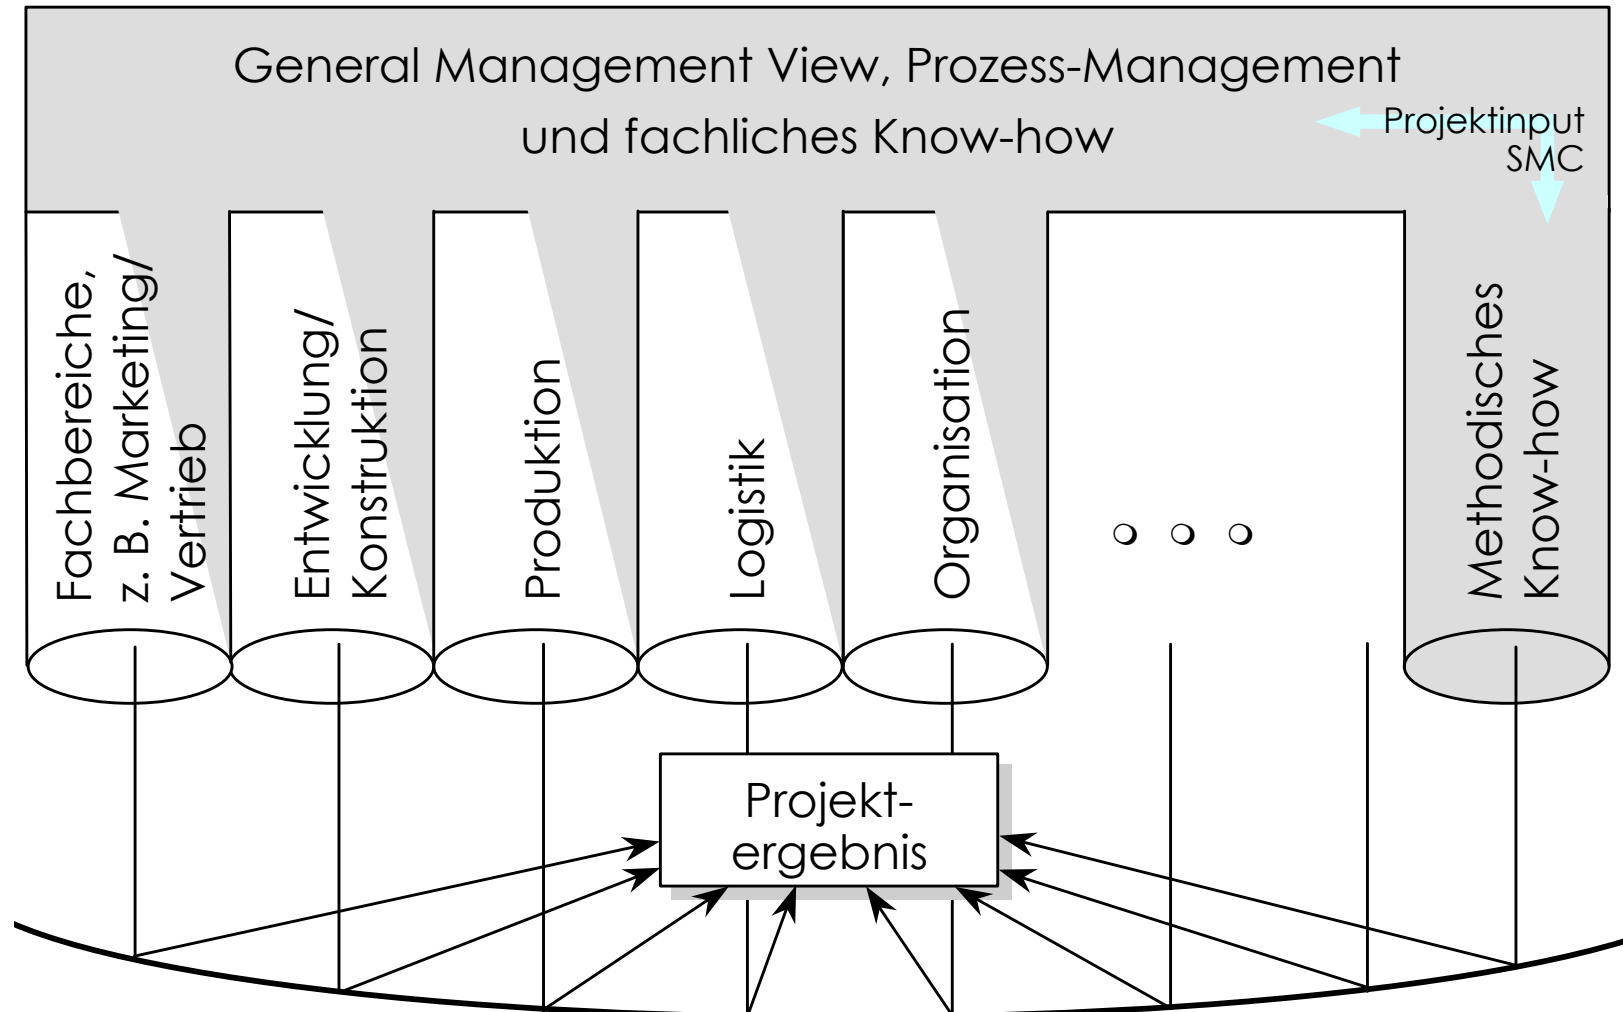 General Management View, Prozess-Management
und fachliches Know-how
Projektinput
SMC
Fachbereiche,
z. B. Marketing/
Vertrieb
Entwicklung/
Konstruktion
Produktion
Logistik
Organisation
Methodisches
Know-how
Projekt-
ergebnis